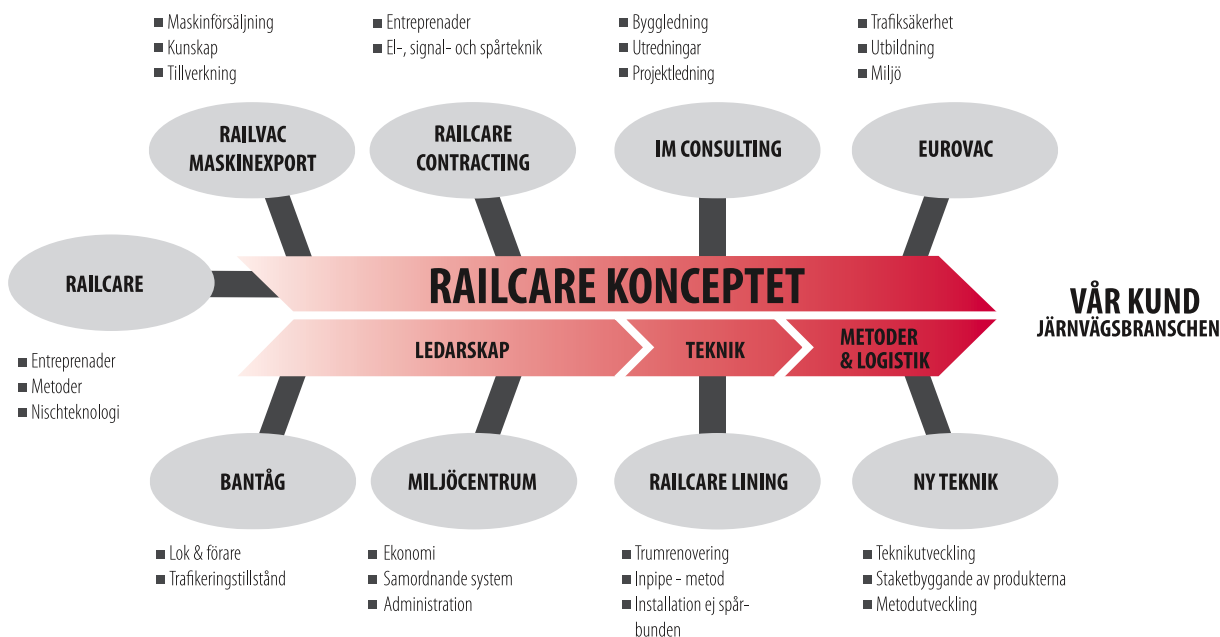 Maskinförsäljning
Kunskap
Tillverkning
Entreprenader
El-, signal- och spårteknik
Byggledning
Utredningar
Projektledning
Trafiksäkerhet
Utbildning
Miljö
RAILVAC
MASKINEXPORT
RAILCARE
CONTRACTING
IM CONSULTING
EUROVAC
RAILCARE
Entreprenader
Metoder
Nischteknologi
RAILCARE KONCEPTET
LEDARSKAP
TEKNIK
METODER
& LOGISTIK
VÅR KUND
JÄRNVÄGSBRANSCHEN
BANTÅG
MILJÖCENTRUM
RAILCARE LINING
NY TEKNIK
Lok & förare
Trafikeringstillstånd
Ekonomi
Samordnande system
Administration
Trumrenovering
Inpipe - metod
Installation ej spår-
bunden
Teknikutveckling
Staketbyggande av produkterna
Metodutveckling